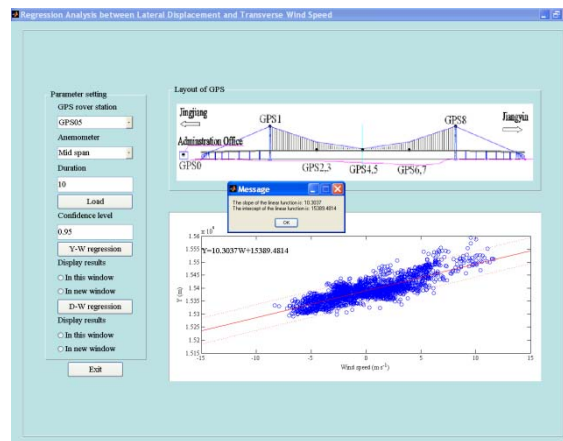 Regression Analysis between Lateral Displacement and Transverse Wind Speed
Parameter setting
GPS rover station
GPS05
Anemometer
Mid span
Duration
10
Load
Confidence level
0.95
Y-W regression
Display results
In this window
In new window
D-W regression
Display results
In this window
In new window
Exit
Layout of GPS
Jingjiang
GPS1
GPS8
Jiangyin
Adminstration Office
GPS0
GPS2,3
GPS4,5
GPS6,7
Message
The slope of the linear function is: 10.3037
The intercept of the linear function is: 15389.4814
OK
x 10⁴
1.56
1.555
1.55
1.545
1.54
1.535
1.53
1.525
1.52
1.515
Y=10.3037W+15389.4814
Y (m)
-15
-10
-5
0
5
10
15
Wind speed (m s⁻¹)